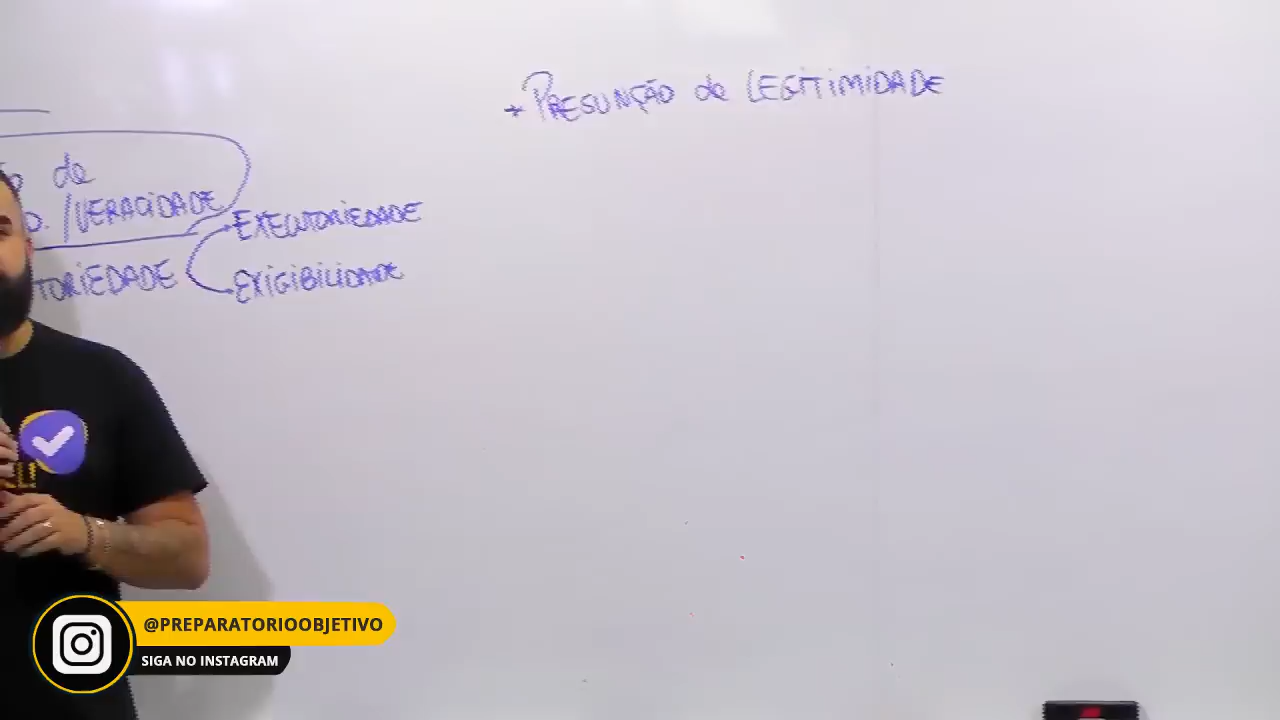 * PRESUNÇÃO de LEGITIMIDADE
de
/VERACIDADE
EXECUTORIEDADE
TORIEDADE
EXIGIBILIDADE
@PREPARATORIOOBJETIVO
SIGA NO INSTAGRAM